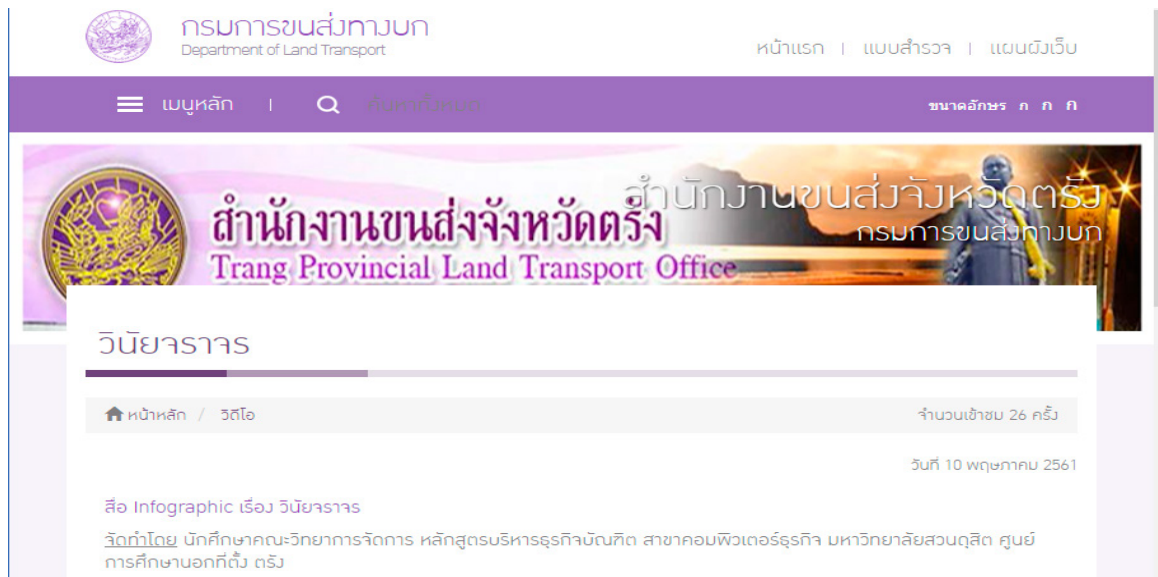 กรมการขนส่งทางบก
Department of Land Transport
หน้าแรก | แบบสำรวจ | แผนผังเว็บ
เมนูหลัก | ค้นหาทั้งหมด
ขนาดอักษร ก ก ก
สำนักงานขนส่งจังหวัดตรัง
Trang Provincial Land Transport Office
สำนักงานขนส่งจังหวัดตรัง
กรมการขนส่งทางบก
วินัยจราจร
หน้าหลัก / วิดีโอ
จำนวนเข้าชม 26 ครั้ง
วันที่ 10 พฤษภาคม 2561
สื่อ Infographic เรื่อง วินัยจราจร
จัดทำโดย นักศึกษาคณะวิทยาการจัดการ หลักสูตรบริหารธุรกิจบัณฑิต สาขาคอมพิวเตอร์ธุรกิจ มหาวิทยาลัยสวนดุสิต ศูนย์
การศึกษานอกที่ตั้ง ตรัง